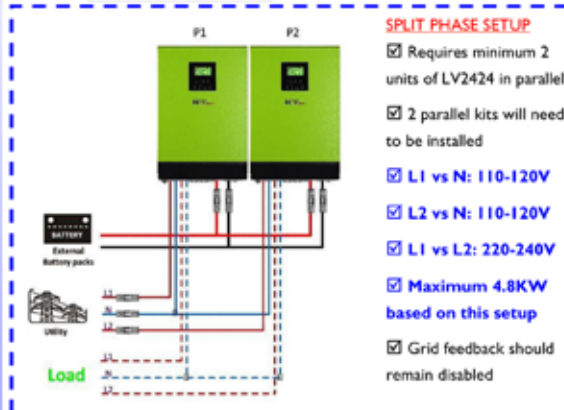 P1 P2
BATTERY
External
Battery packs
L1
N
L2
Utility
Load
L1
N
L2
SPLIT PHASE SETUP
☑ Requires minimum 2
units of LV2424 in parallel
☑ 2 parallel kits will need
to be installed
☑ L1 vs N: 110-120V
☑ L2 vs N: 110-120V
☑ L1 vs L2: 220-240V
☑ Maximum 4.8KW
based on this setup
☑ Grid feedback should
remain disabled